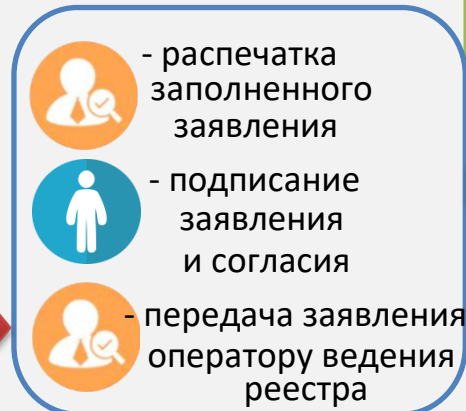 - распечатка
заполненного
заявления
- подписание
заявления
и согласия
- передача заявления
оператору ведения
реестра